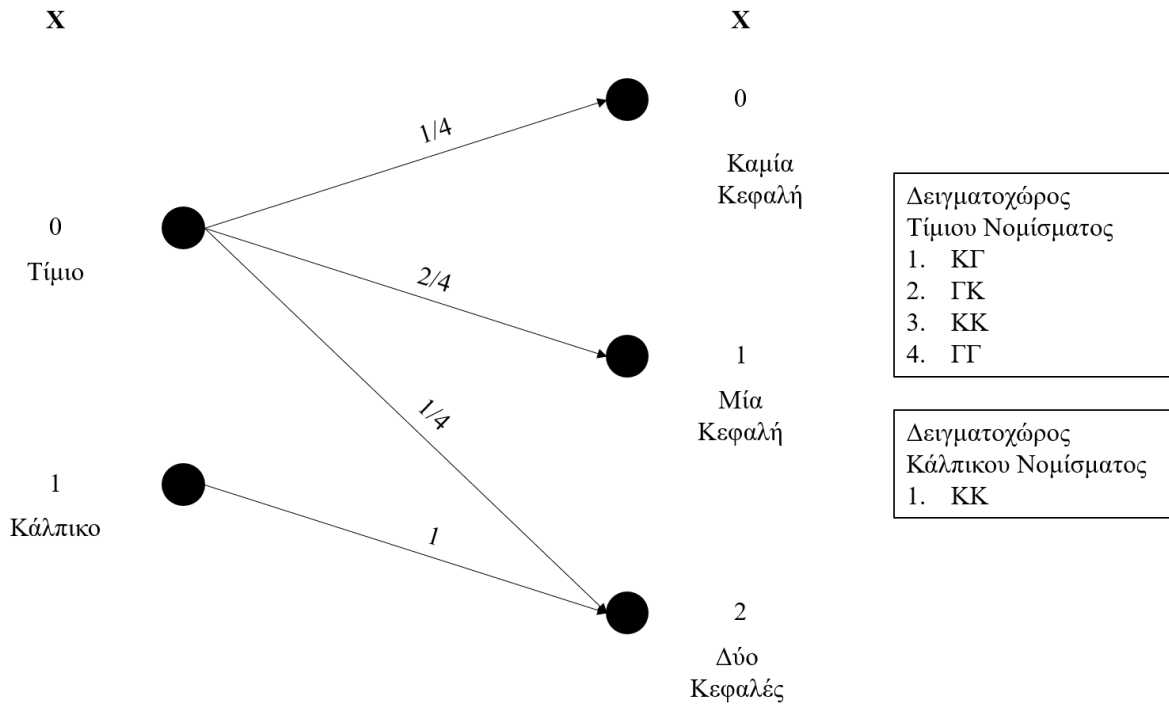 X
X
0
1/4
Καμία
Κεφαλή
0
Τίμιο
2/4
1
Μία
Κεφαλή
1/4
1
Κάλπικο
1
2
Δύο
Κεφαλές
Δειγματοχώρος
Τίμιου Νομίσματος
1. ΚΓ
2. ΓΚ
3. ΚΚ
4. ΓΓ
Δειγματοχώρος
Κάλπικου Νομίσματος
1. ΚΚ